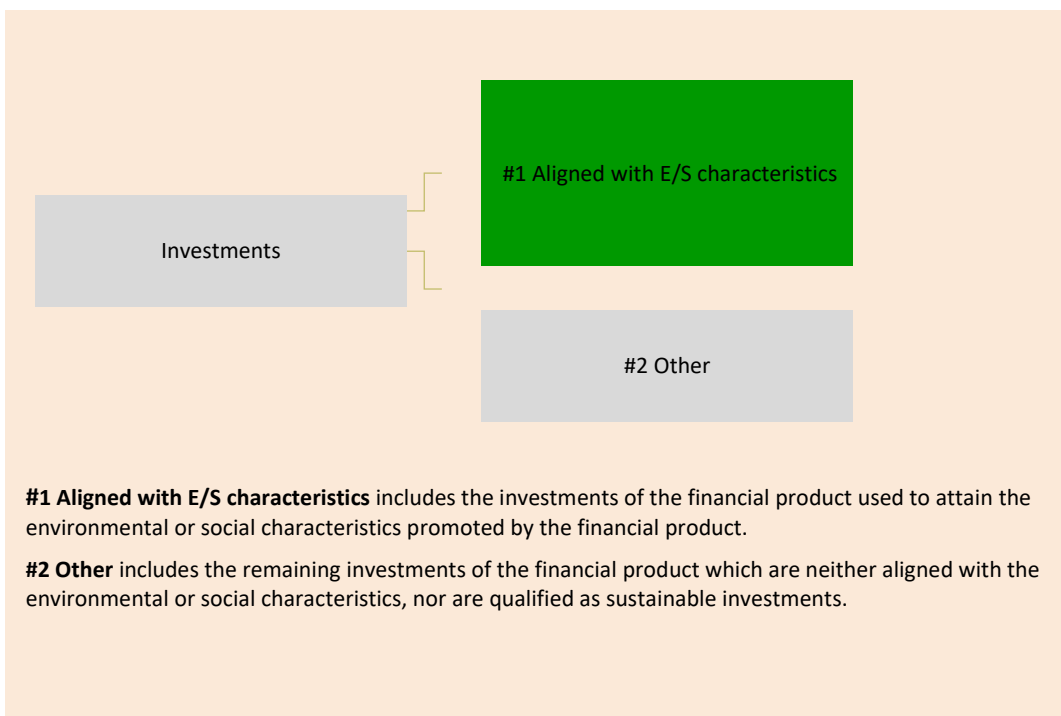 #1 Aligned with E/S characteristics
Investments
#2 Other
#1 Aligned with E/S characteristics includes the investments of the financial product used to attain the
environmental or social characteristics promoted by the financial product.
#2 Other includes the remaining investments of the financial product which are neither aligned with the
environmental or social characteristics, nor are qualified as sustainable investments.